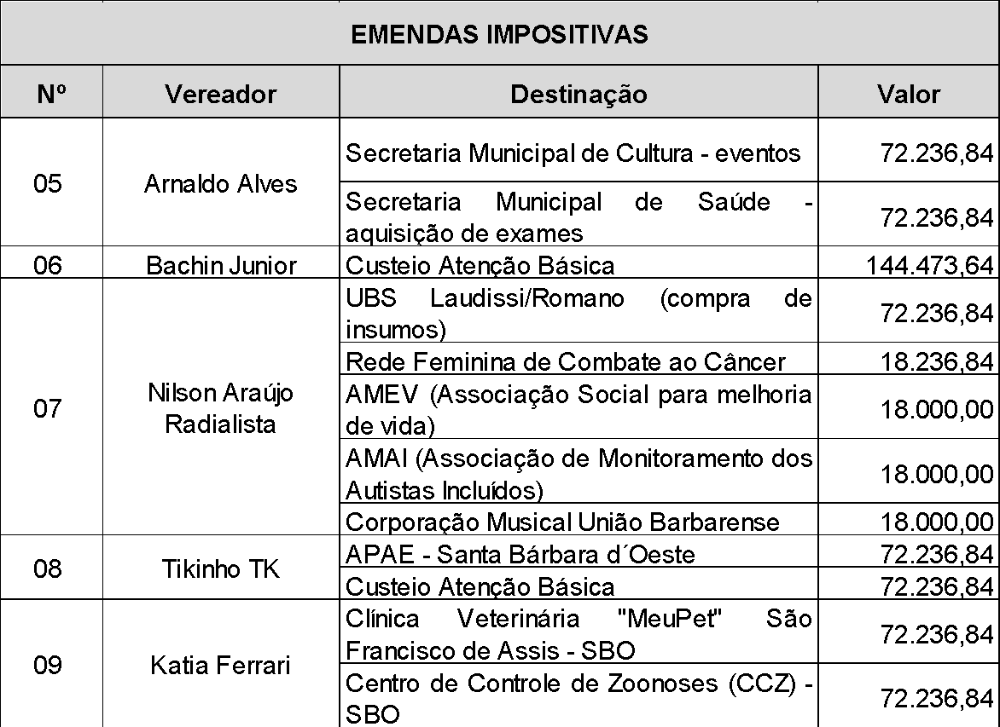 EMENDAS IMPOSITIVAS
Nº Vereador Destinação Valor
05 Arnaldo Alves
Secretaria Municipal de Cultura - eventos 72.236,84
Secretaria Municipal de Saúde -
aquisição de exames 72.236,84
06 Bachin Junior Custeio Atenção Básica 144.473,64
07 Nilson Araújo
Radialista
UBS Laudissi/Romano (compra de
insumos) 72.236,84
Rede Feminina de Combate ao Câncer 18.236,84
AMEV (Associação Social para melhoria
de vida) 18.000,00
AMAI (Associação de Monitoramento dos
Autistas Incluídos) 18.000,00
Corporação Musical União Barbarense 18.000,00
08 Tikinho TK
APAE - Santa Bárbara d´Oeste 72.236,84
Custeio Atenção Básica 72.236,84
09 Katia Ferrari
Clínica Veterinária "MeuPet" São
Francisco de Assis - SBO 72.236,84
Centro de Controle de Zoonoses (CCZ) -
SBO 72.236,84